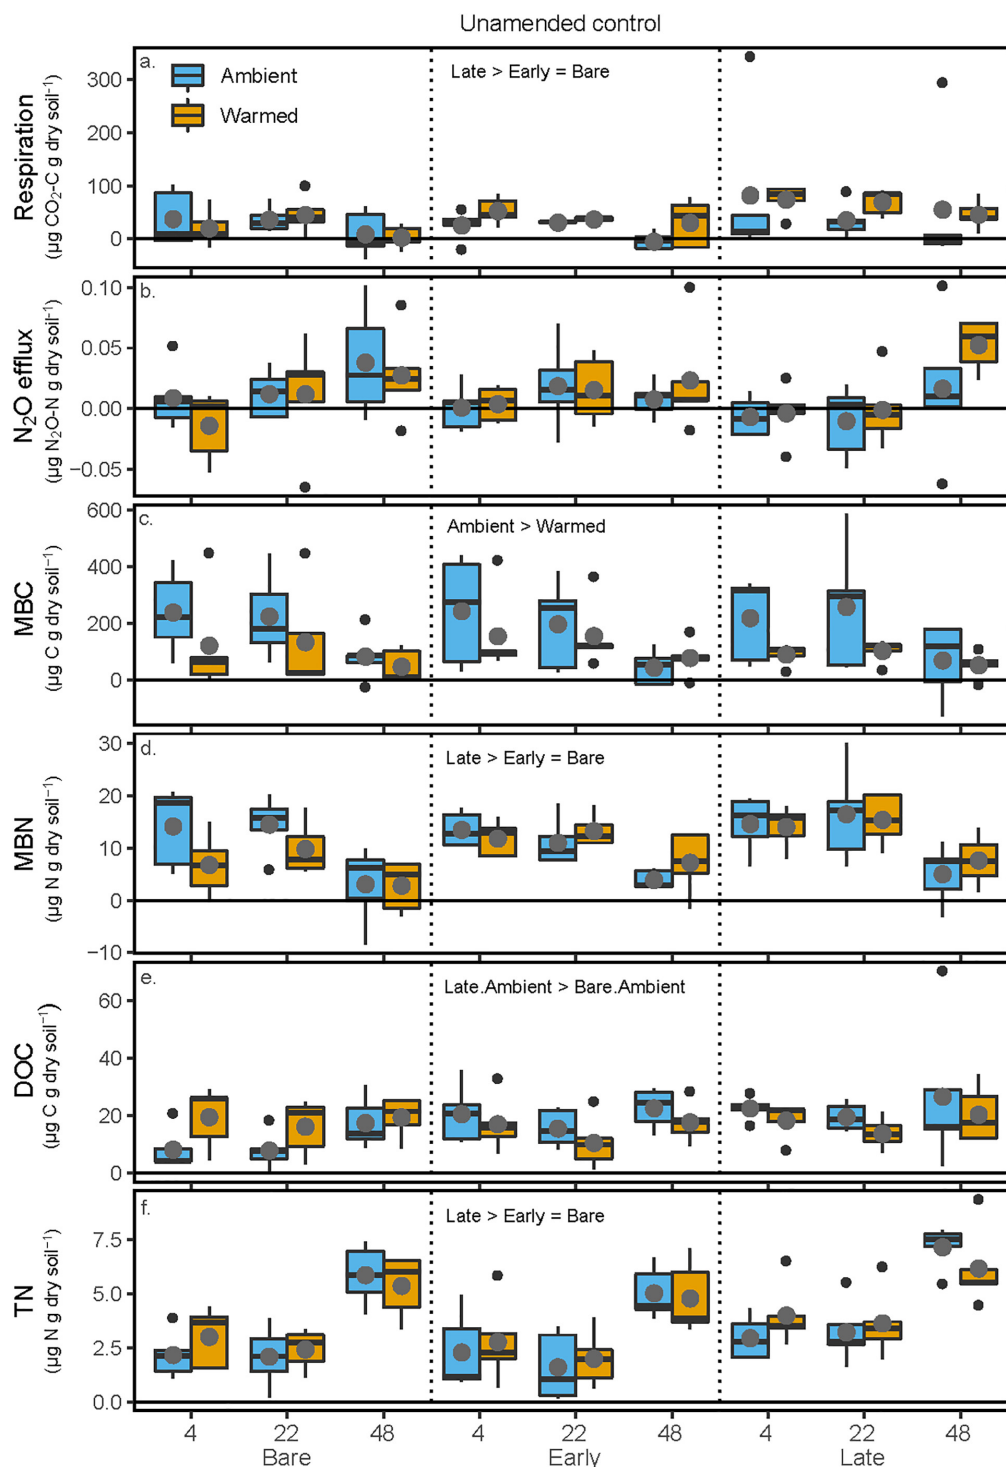 Unamended control
a.
Ambient
Warmed
Late > Early = Bare
Respiration
(µg CO₂-C g dry soil⁻¹)
300
200
100
0
b.
N₂O efflux
(µg N₂O-N g dry soil⁻¹)
0.10
0.05
0.00
−0.05
c.
Ambient > Warmed
MBC
(µg C g dry soil⁻¹)
600
400
200
0
d.
Late > Early = Bare
MBN
(µg N g dry soil⁻¹)
30
20
10
0
−10
e.
Late.Ambient > Bare.Ambient
DOC
(µg C g dry soil⁻¹)
60
40
20
0
f.
Late > Early = Bare
TN
(µg N g dry soil⁻¹)
7.5
5.0
2.5
0.0
4 22 48 4 22 48 4 22 48
Bare Early Late